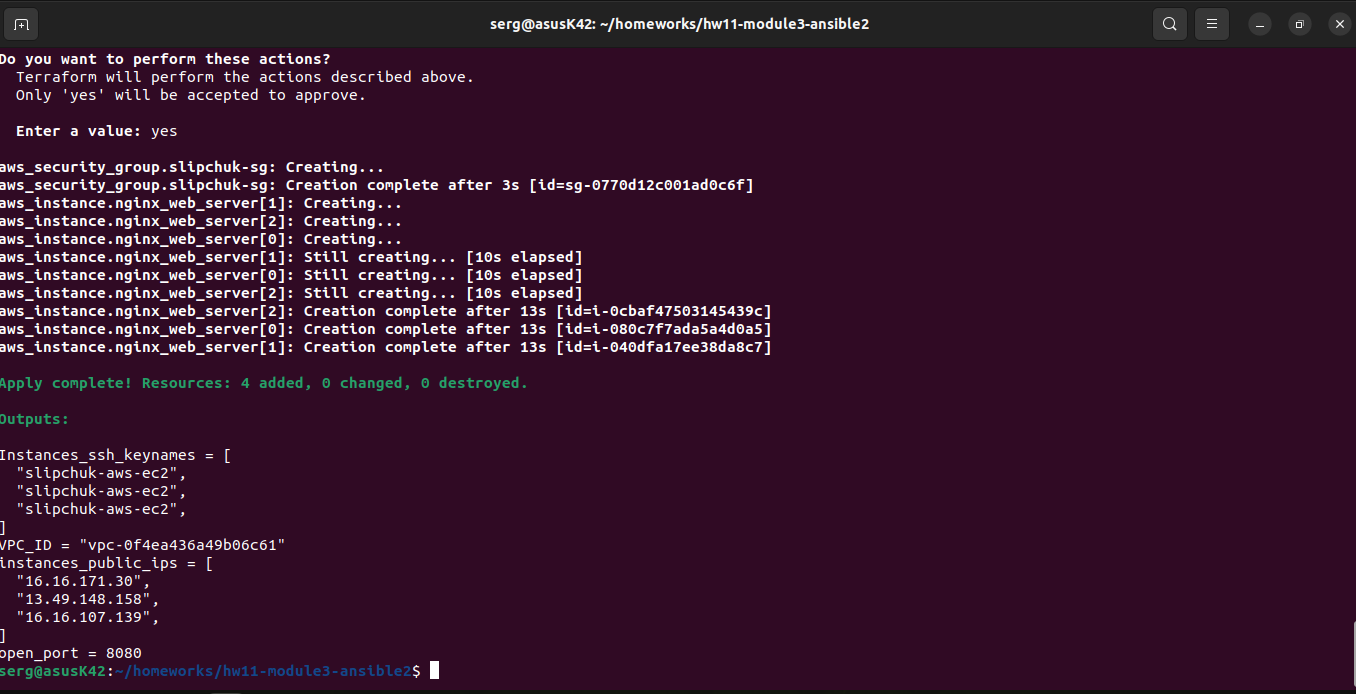 serg@asusK42: ~/homeworks/hw11-module3-ansible2
Do you want to perform these actions?
  Terraform will perform the actions described above.
  Only 'yes' will be accepted to approve.

  Enter a value: yes

aws_security_group.slipchuk-sg: Creating...
aws_security_group.slipchuk-sg: Creation complete after 3s [id=sg-0770d12c001ad0c6f]
aws_instance.nginx_web_server[1]: Creating...
aws_instance.nginx_web_server[2]: Creating...
aws_instance.nginx_web_server[0]: Creating...
aws_instance.nginx_web_server[1]: Still creating... [10s elapsed]
aws_instance.nginx_web_server[0]: Still creating... [10s elapsed]
aws_instance.nginx_web_server[2]: Still creating... [10s elapsed]
aws_instance.nginx_web_server[2]: Creation complete after 13s [id=i-0cbaf47503145439c]
aws_instance.nginx_web_server[0]: Creation complete after 13s [id=i-080c7f7ada5a4d0a5]
aws_instance.nginx_web_server[1]: Creation complete after 13s [id=i-040dfa17ee38da8c7]

Apply complete! Resources: 4 added, 0 changed, 0 destroyed.

Outputs:

Instances_ssh_keynames = [
  "slipchuk-aws-ec2",
  "slipchuk-aws-ec2",
  "slipchuk-aws-ec2",
]
VPC_ID = "vpc-0f4ea436a49b06c61"
instances_public_ips = [
  "16.16.171.30",
  "13.49.148.158",
  "16.16.107.139",
]
open_port = 8080
serg@asusK42:~/homeworks/hw11-module3-ansible2$